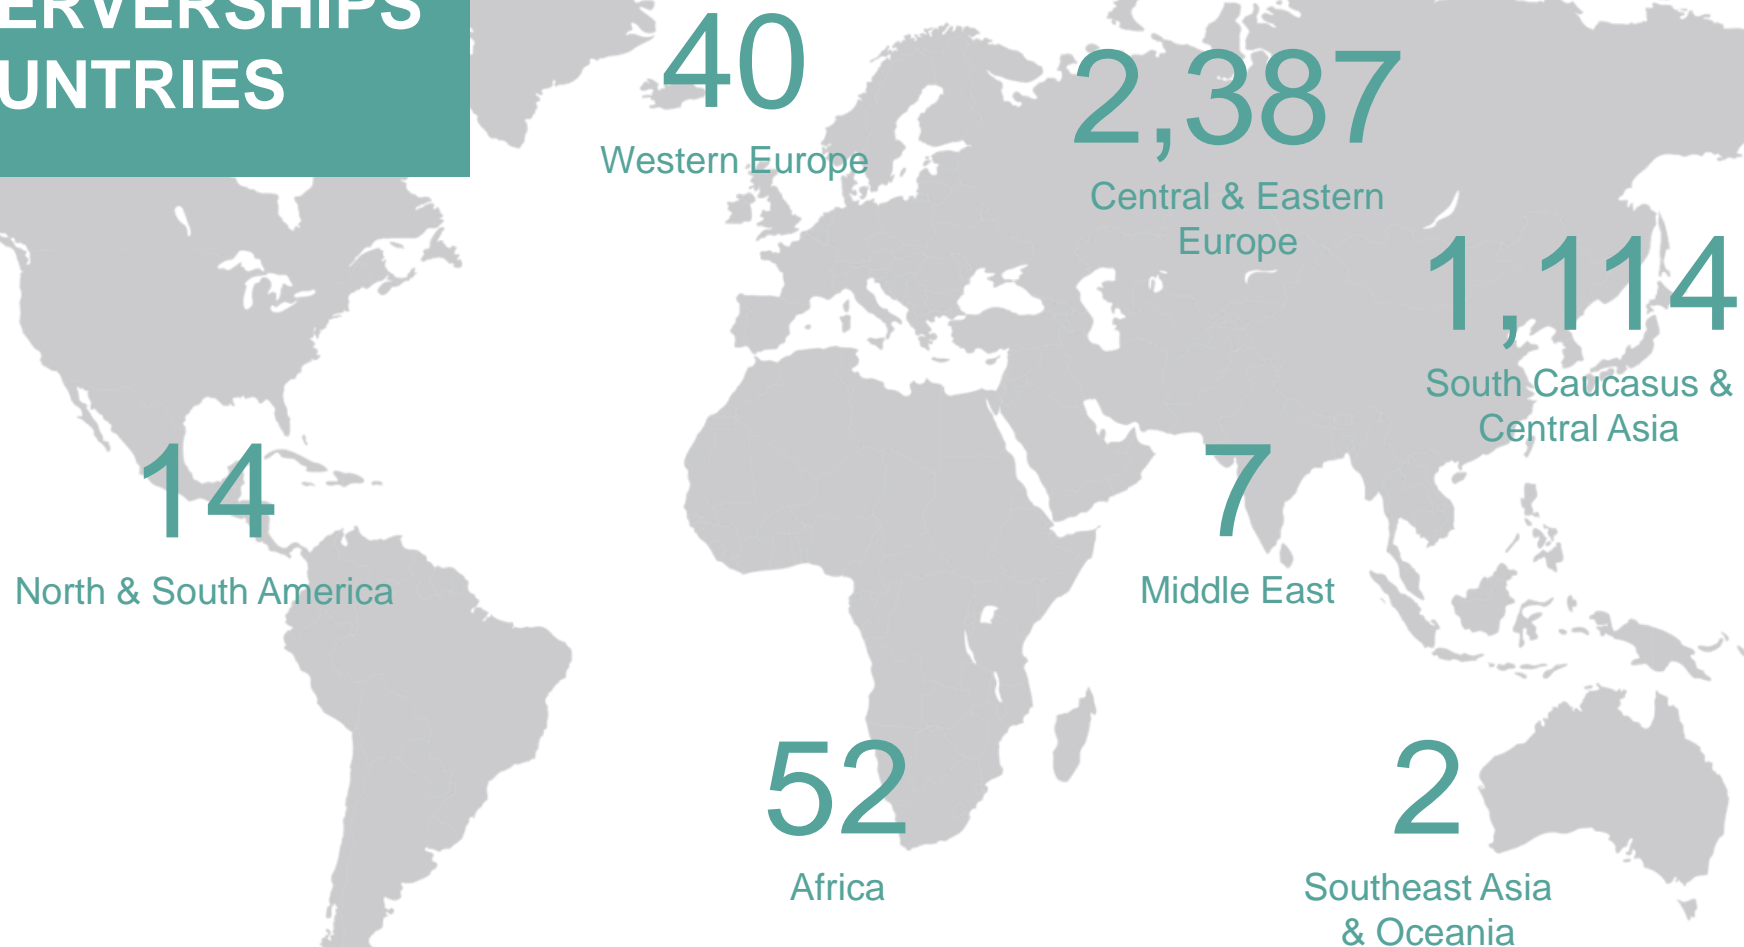 ERVERSHIPS
UNTRIES
40
Western Europe
2,387
Central & Eastern
Europe
1,114
South Caucasus &
Central Asia
14
North & South America
7
Middle East
52
Africa
2
Southeast Asia
& Oceania